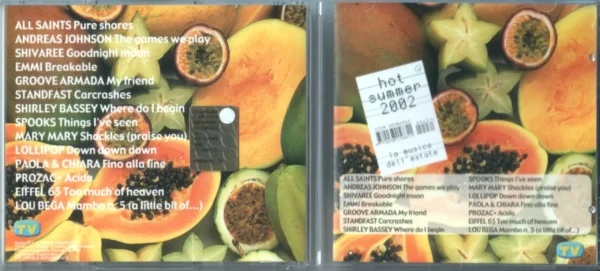 ALL SAINTS Pure shores
ANDREAS JOHNSON The games we play
SHIVAREE Goodnight moon
EMMI Breakable
GROOVE ARMADA My friend
STANDFAST Carcrashes
SHIRLEY BASSEY Where do I begin
SPOOKS Things I've seen
MARY MARY Shackles (praise you)
LOLLIPOP Down down down
PAOLA & CHIARA Fino alla fine
PROZAC+ Acida
EIFFEL 65 Too much of heaven
LOU BEGA Mambo n. 5 (a little bit of...)
TV
hot
summer
2002
la musica
dell'estate
ALL SAINTS Pure shores
ANDREAS JOHNSON The games we play
SHIVAREE Goodnight moon
EMMI Breakable
GROOVE ARMADA My friend
STANDFAST Carcrashes
SHIRLEY BASSEY Where do I begin
SPOOKS Things I've seen
MARY MARY Shackles (praise you)
LOLLIPOP Down down down
PAOLA & CHIARA Fino alla fine
PROZAC+ Acida
EIFFEL 65 Too much of heaven
LOU BEGA Mambo n. 5 (a little bit of...)
TV